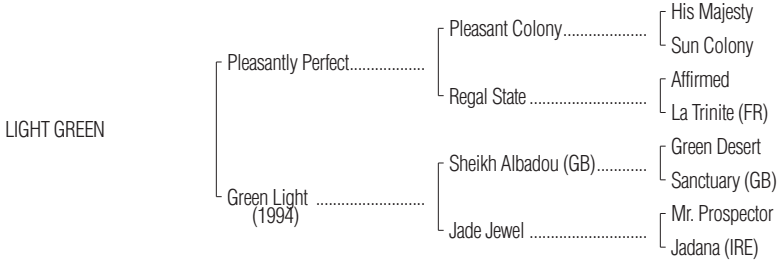 His Majesty
Pleasant Colony.....................
Sun Colony
Pleasantly Perfect..................
Affirmed
Regal State ............................
La Trinite (FR)
LIGHT GREEN
Green Desert
Sheikh Albadou (GB)............
Sanctuary (GB)
Green Light ..........................
(1994)
Mr. Prospector
Jade Jewel ............................
Jadana (IRE)